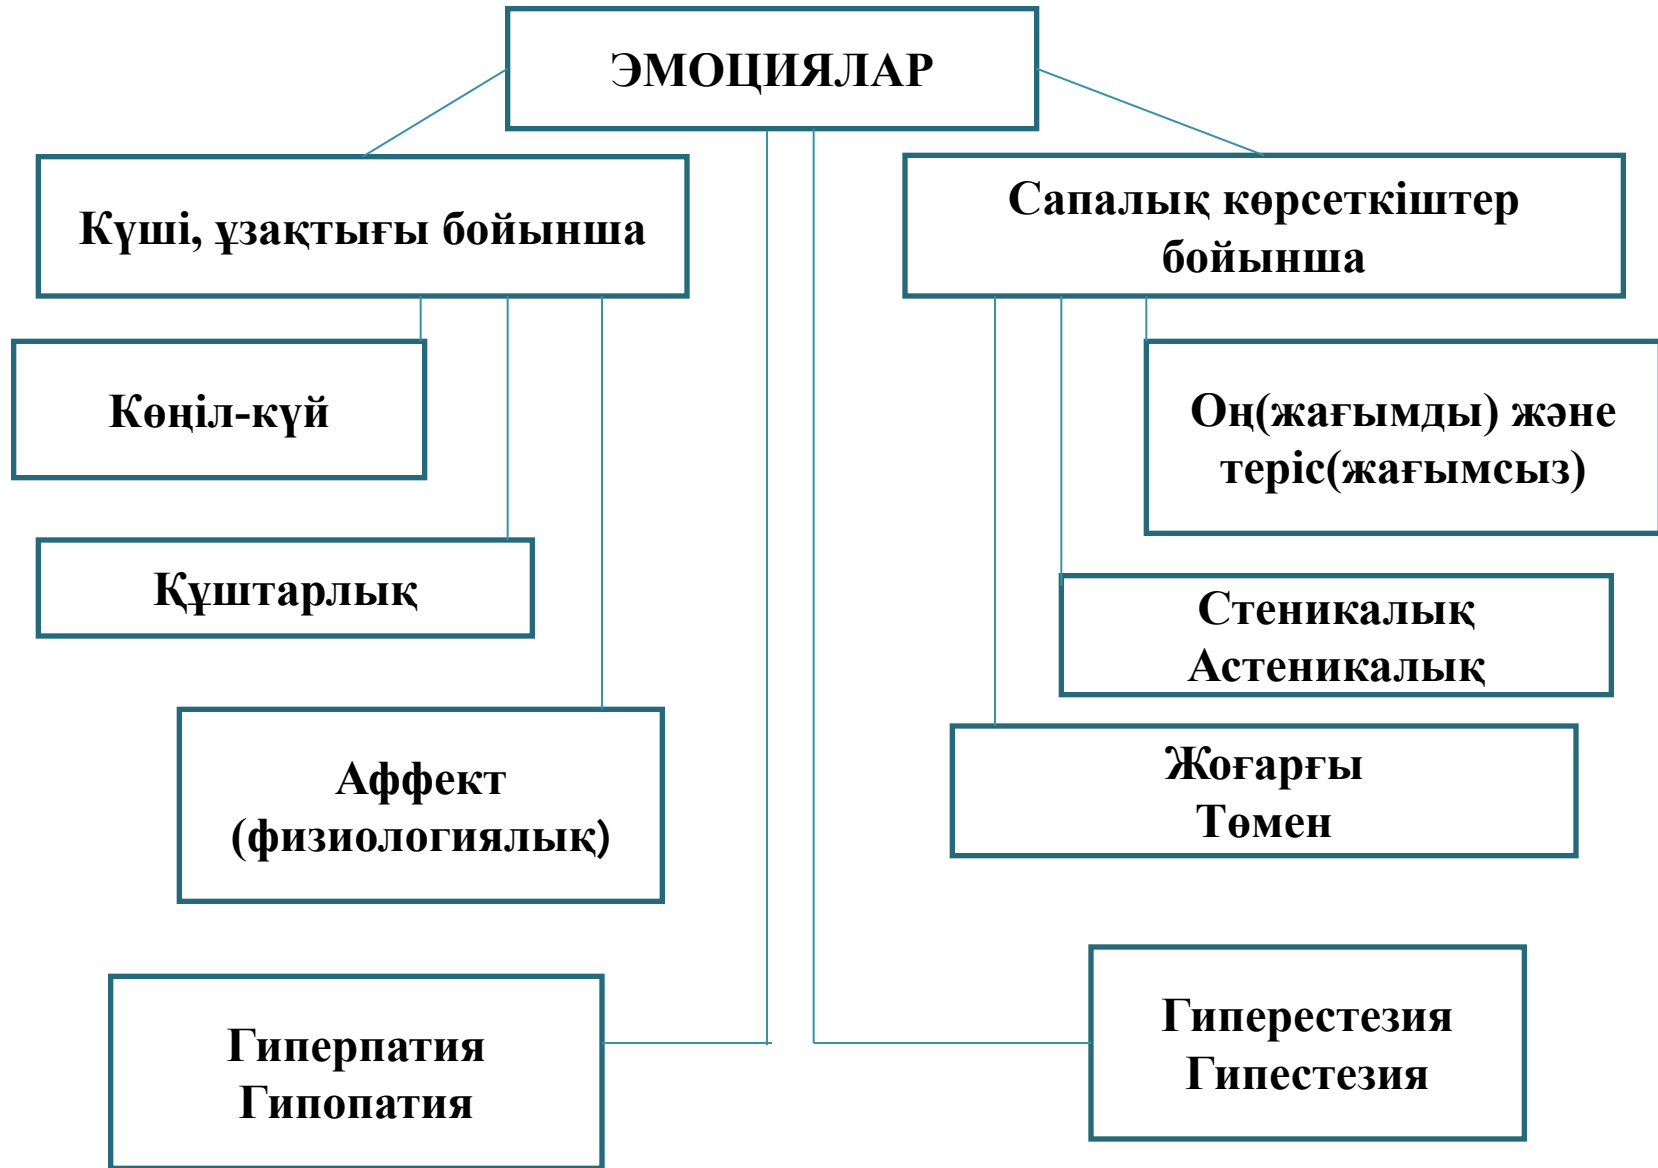 ЭМОЦИЯЛАР
Күші, ұзақтығы бойынша
Сапалық көрсеткіштер
бойынша
Көңіл-күй
Оң(жағымды) және
теріс(жағымсыз)
Құштарлық
Стеникалық
Астеникалық
Аффект
(физиологиялық)
Жоғарғы
Төмен
Гиперпатия
Гипопатия
Гиперестезия
Гипестезия